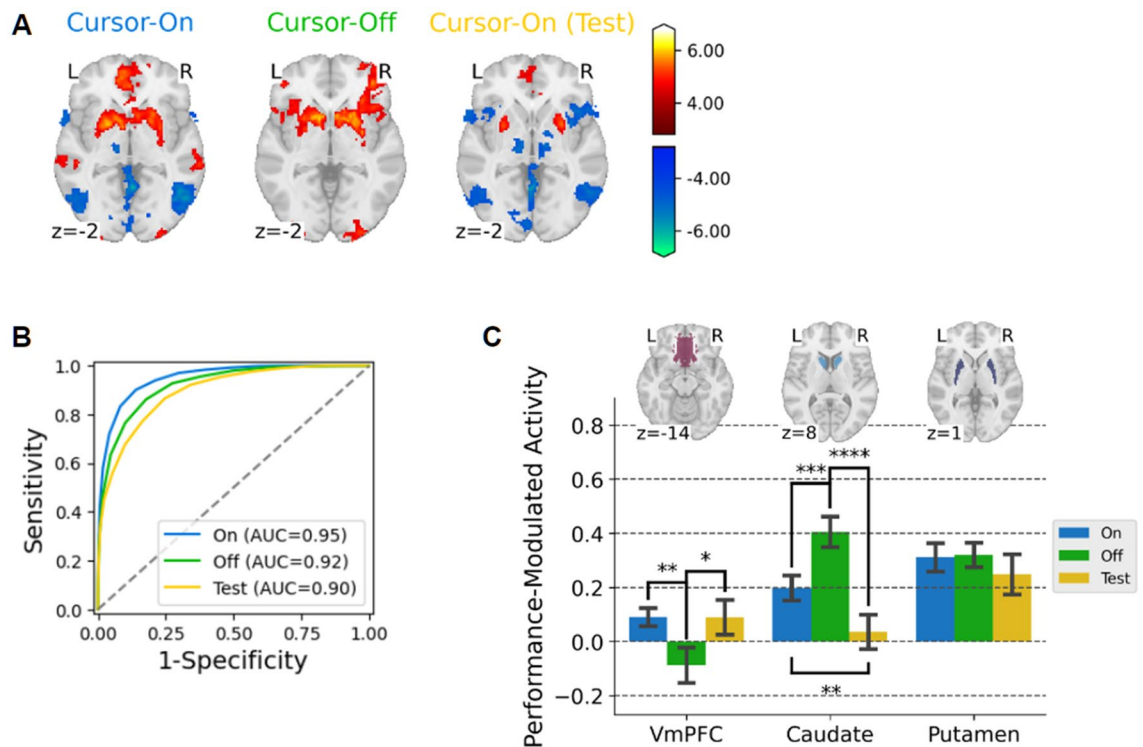 A
Cursor-On Cursor-Off Cursor-On (Test)
L R L R L R
6.00
4.00
-4.00
-6.00
z=-2 z=-2 z=-2
B
Sensitivity
1.0
0.8
0.6
0.4
0.2
0.0
On (AUC=0.95)
Off (AUC=0.92)
Test (AUC=0.90)
0.00 0.25 0.50 0.75 1.00
1-Specificity
C
L R L R L R
z=-14 z=8 z=1
Performance-Modulated Activity
0.8
0.6
0.4
0.2
0.0
−0.2
*** ****
** *
**
On
Off
Test
VmPFC Caudate Putamen